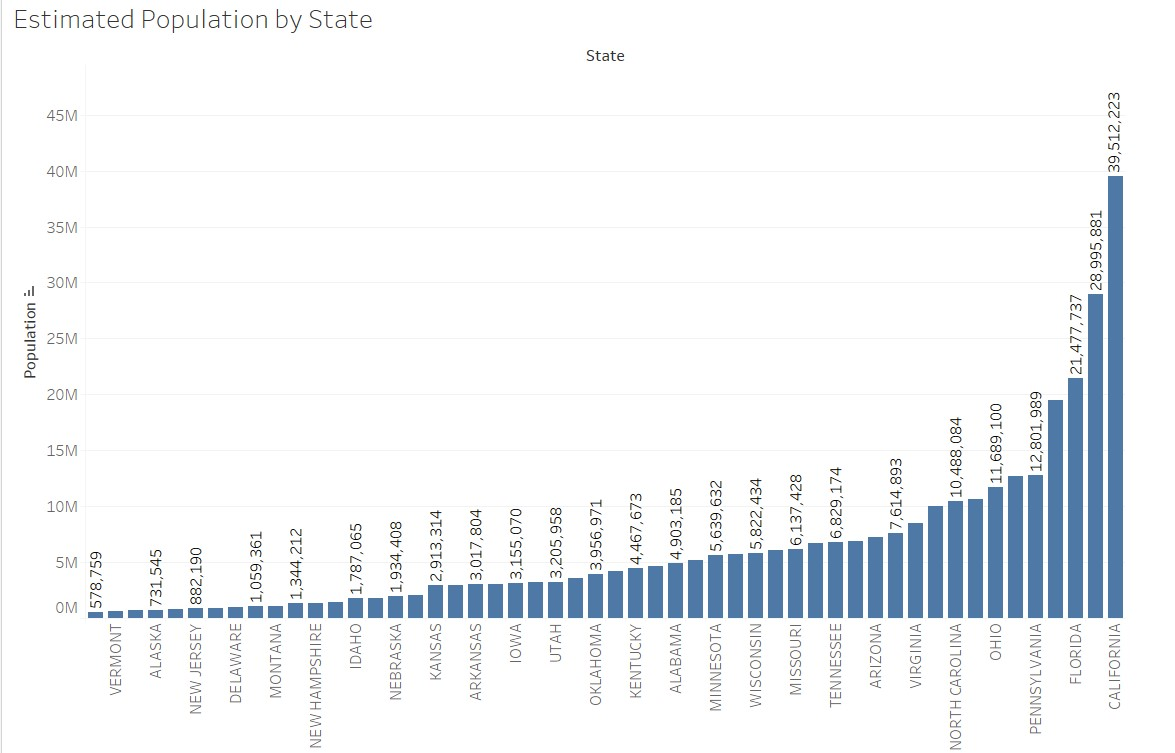 Estimated Population by State
State
45M
40M
35M
30M
25M
20M
15M
10M
5M
0M
Population
578,759
731,545
882,190
1,059,361
1,344,212
1,787,065
1,934,408
2,913,314
3,017,804
3,155,070
3,205,958
3,956,971
4,467,673
4,903,185
5,639,632
5,822,434
6,137,428
6,829,174
7,614,893
10,488,084
11,689,100
12,801,989
21,477,737
28,995,881
39,512,223
VERMONT
ALASKA
NEW JERSEY
DELAWARE
MONTANA
NEW HAMPSHIRE
IDAHO
NEBRASKA
KANSAS
ARKANSAS
IOWA
UTAH
OKLAHOMA
KENTUCKY
ALABAMA
MINNESOTA
WISCONSIN
MISSOURI
TENNESSEE
ARIZONA
VIRGINIA
NORTH CAROLINA
OHIO
PENNSYLVANIA
FLORIDA
CALIFORNIA